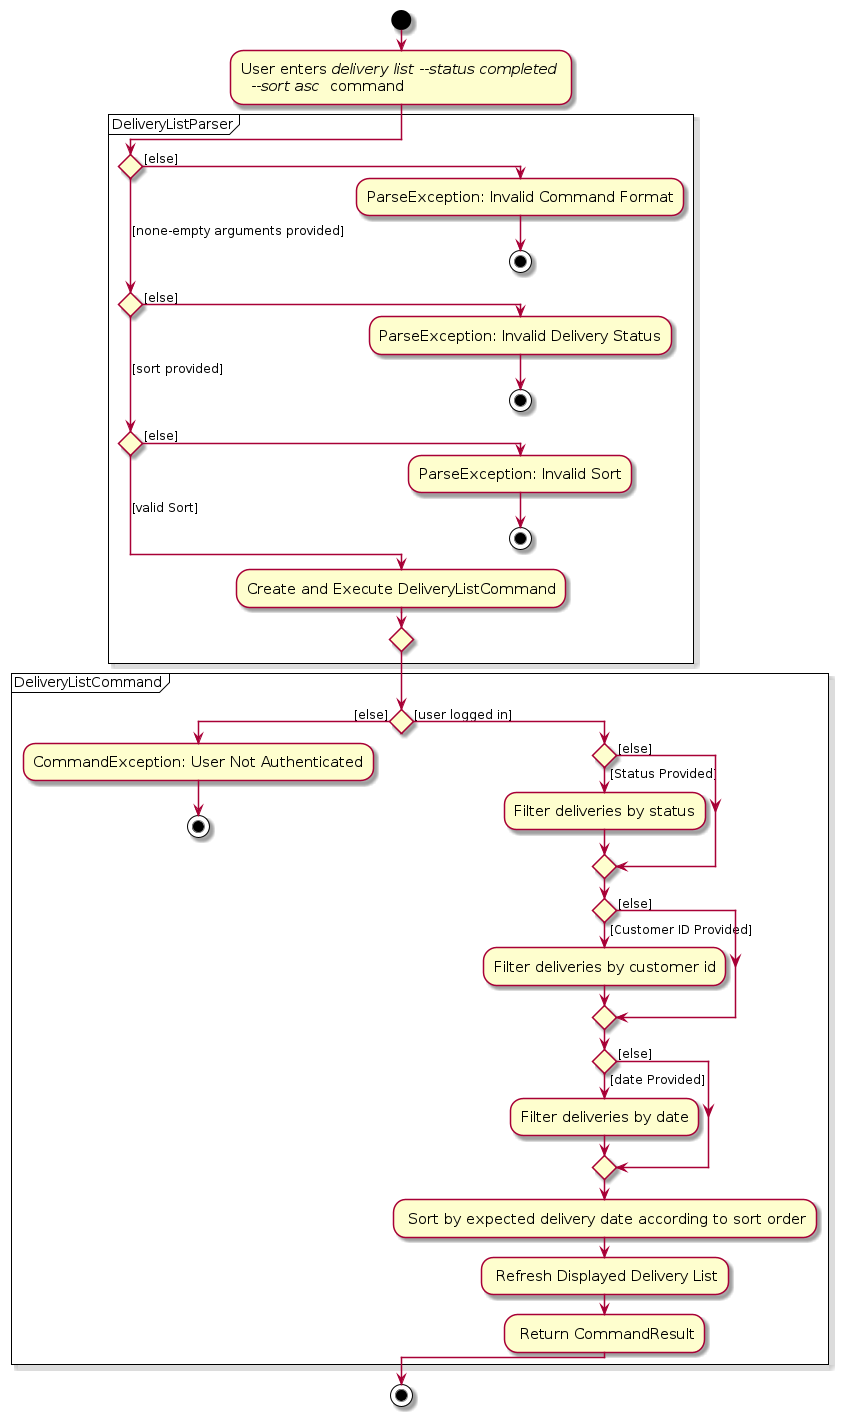 User enters delivery list --status completed
--sort asc command
DeliveryListParser
[else]
ParseException: Invalid Command Format
[none-empty arguments provided]
[else]
ParseException: Invalid Delivery Status
[sort provided]
[else]
ParseException: Invalid Sort
[valid Sort]
Create and Execute DeliveryListCommand
DeliveryListCommand
[else]
[user logged in]
CommandException: User Not Authenticated
[else]
[Status Provided]
Filter deliveries by status
[else]
[Customer ID Provided]
Filter deliveries by customer id
[else]
[date Provided]
Filter deliveries by date
Sort by expected delivery date according to sort order
Refresh Displayed Delivery List
Return CommandResult